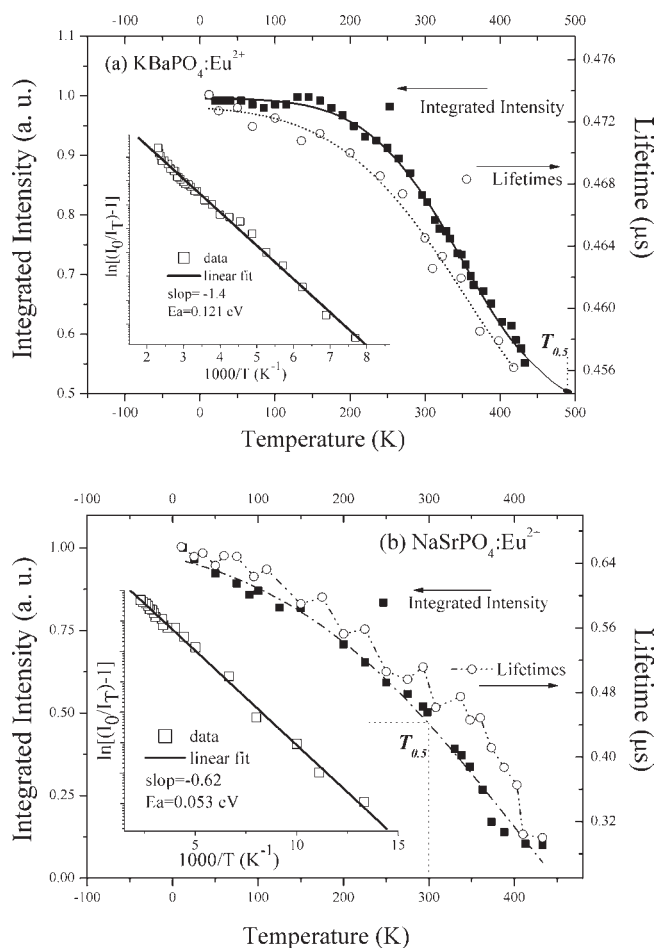 -100 0 100 200 300 400 500
1.1
1.0
0.9
0.8
0.7
0.6
0.5
Integrated Intensity (a. u.)
(a) KBaPO4:Eu2+
Integrated Intensity
Lifetimes
T0.5
0.476
0.472
0.468
0.464
0.460
0.456
Lifetime (μs)
ln[(I0/IT)-1]
data
linear fit
slop= -1.4
Ea=0.121 eV
2 3 4 5 6 7 8
1000/T (K-1)
-100 0 100 200 300 400 500
Temperature (K)
-100 0 100 200 300 400
1.00
0.75
0.50
0.25
0.00
Integrated Intensity (a. u.)
(b) NaSrPO4:Eu2+
Integrated Intensity
Lifetimes
T0.5
0.64
0.56
0.48
0.40
0.32
Lifetime (μs)
ln[(I0/IT)-1]
data
linear fit
slop=-0.62
Ea=0.053 eV
5 10 15
1000/T (K-1)
-100 0 100 200 300 400
Temperature (K)